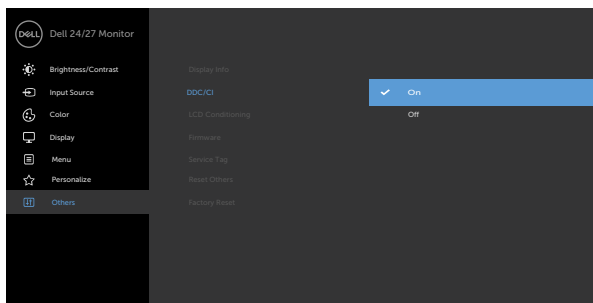 DELL Dell 24/27 Monitor
Brightness/Contrast
Display Info
Input Source
DDC/CI
On
Color
LCD Conditioning
Off
Display
Firmware
Menu
Service Tag
Personalize
Reset Others
Others
Factory Reset